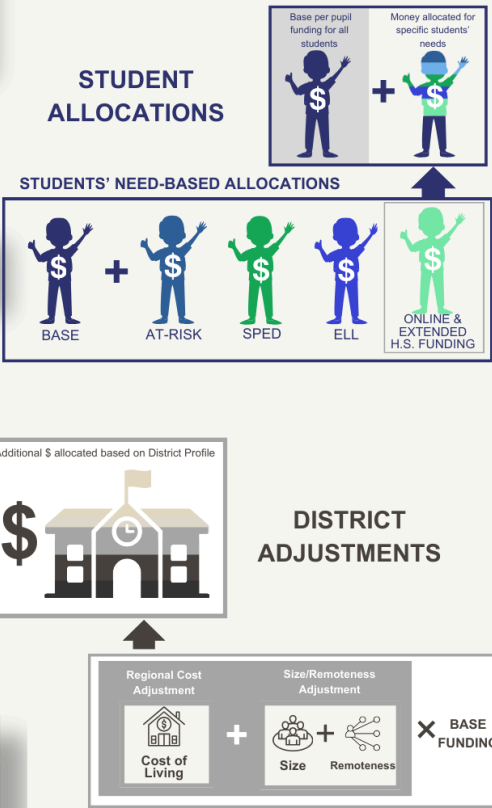 Base per pupil
funding for all
students
Money allocated for
specific students'
needs
STUDENT
ALLOCATIONS
$
+
$
STUDENTS' NEED-BASED ALLOCATIONS
$
+
$
$
$
$
BASE
AT-RISK
SPED
ELL
ONLINE &
EXTENDED
H.S. FUNDING
Additional $ allocated based on District Profile
$
DISTRICT
ADJUSTMENTS
Regional Cost
Adjustment
Size/Remoteness
Adjustment
$
Cost of
Living
+
Size
+
Remoteness
×
BASE
FUNDING